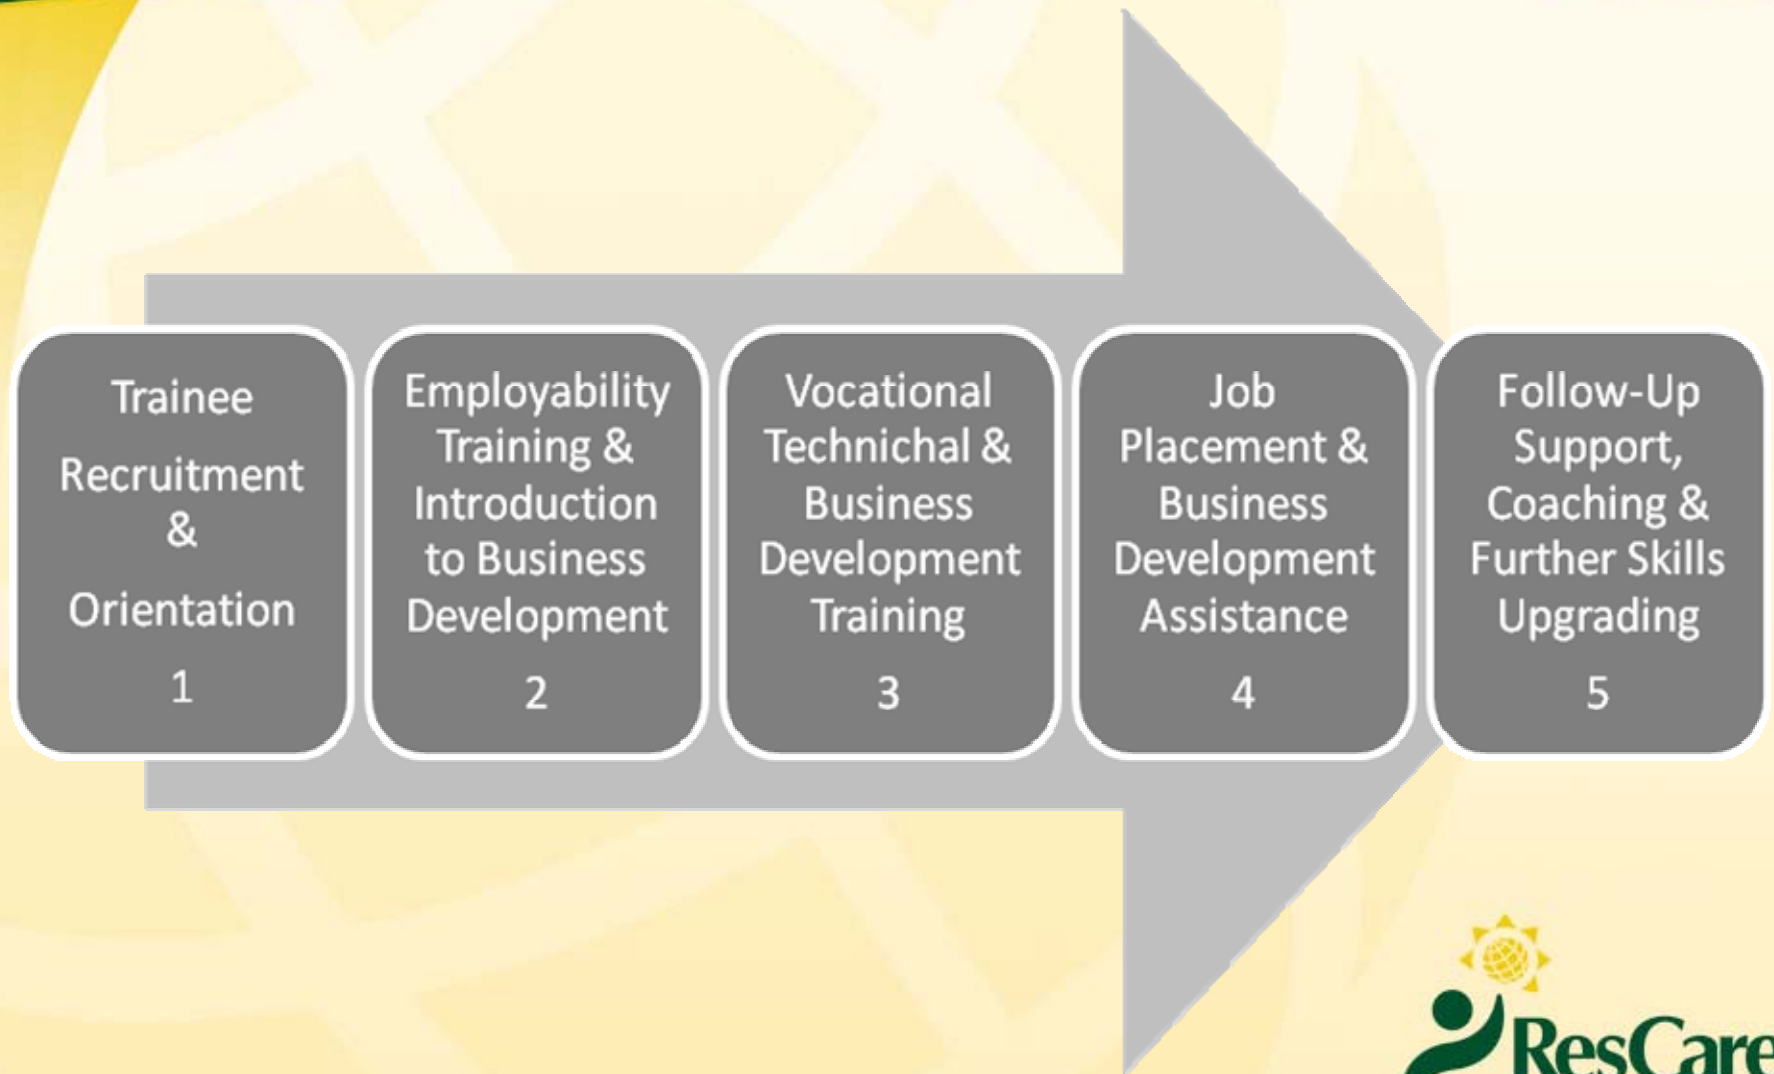 Trainee
Recruitment
&
Orientation
1
Employability
Training &
Introduction
to Business
Development
2
Vocational
Technichal &
Business
Development
Training
3
Job
Placement &
Business
Development
Assistance
4
Follow-Up
Support,
Coaching &
Further Skills
Upgrading
5
ResCare